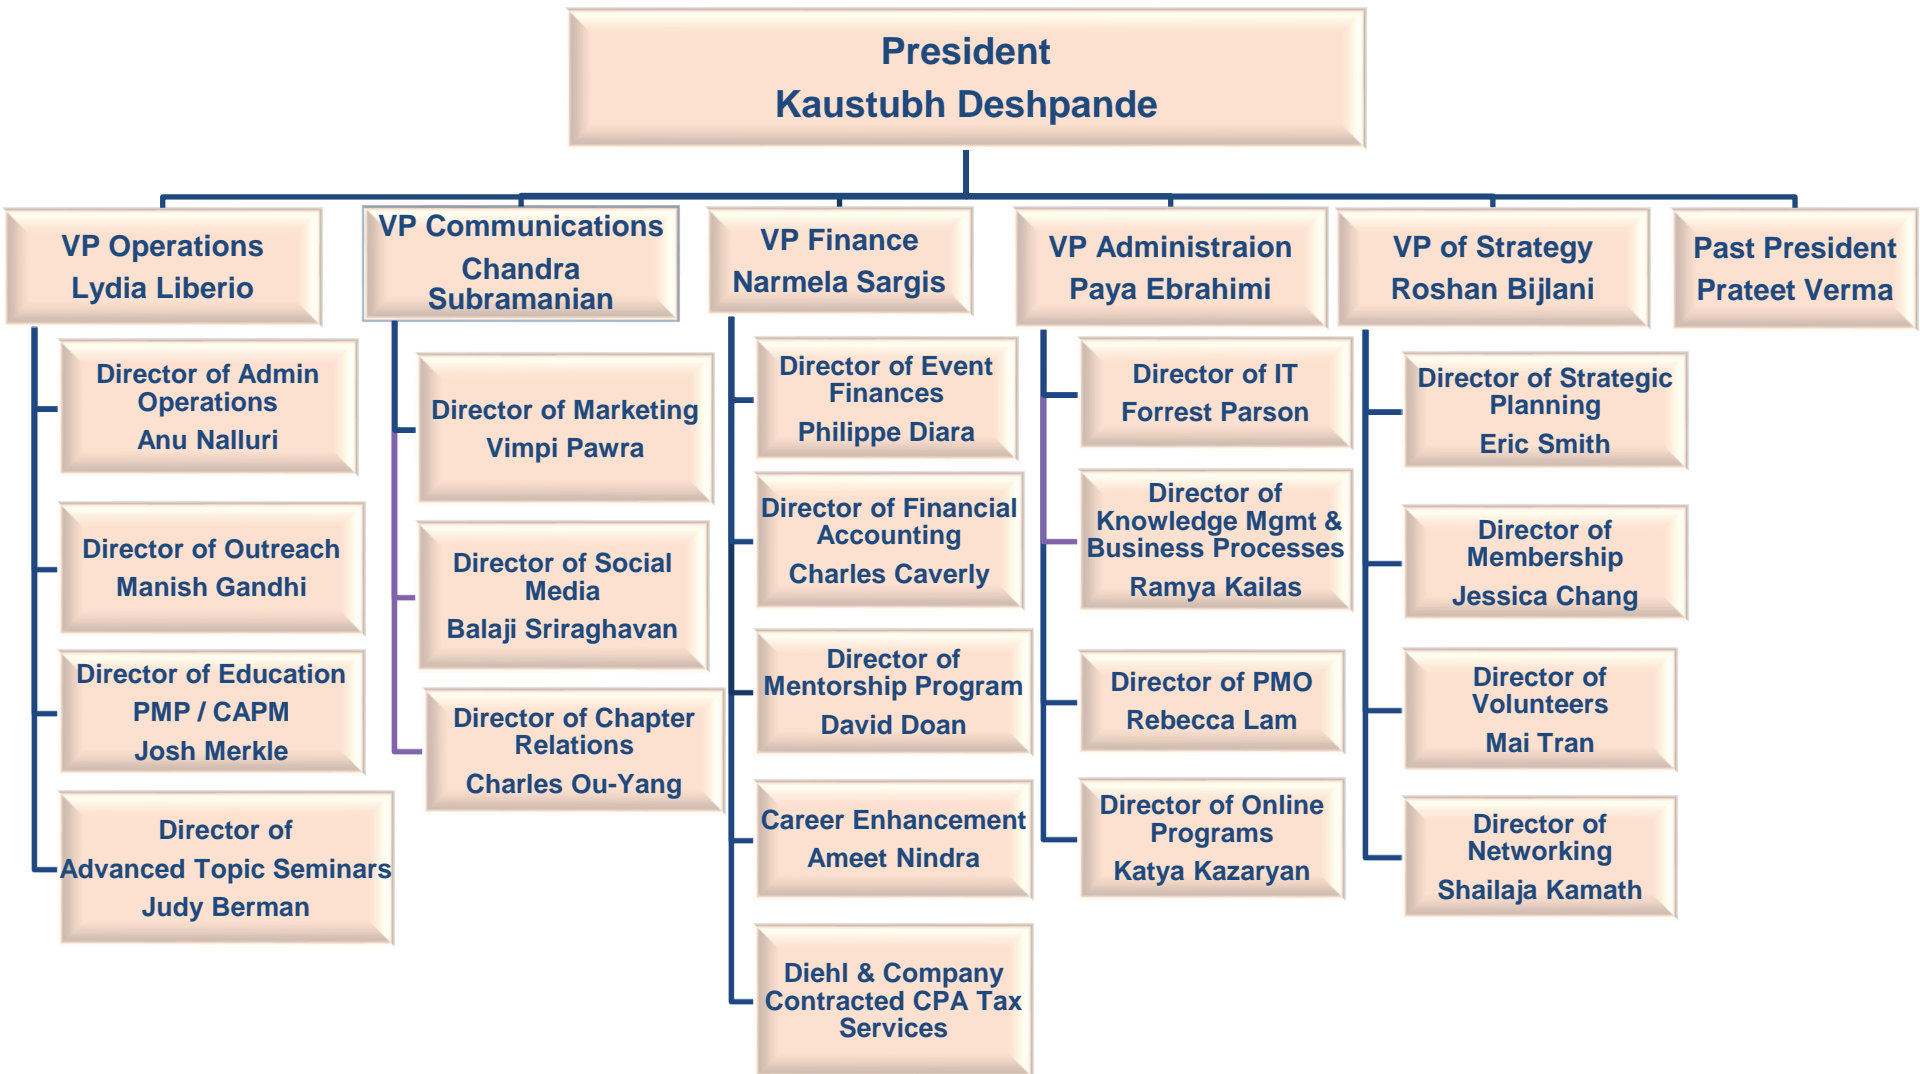 President
Kaustubh Deshpande
VP Operations
Lydia Liberio
VP Communications
Chandra
Subramanian
VP Finance
Narmela Sargis
VP Administraion
Paya Ebrahimi
VP of Strategy
Roshan Bijlani
Past President
Prateet Verma
Director of Admin
Operations
Anu Nalluri
Director of Outreach
Manish Gandhi
Director of Education
PMP / CAPM
Josh Merkle
Director of
Advanced Topic Seminars
Judy Berman
Director of Marketing
Vimpi Pawra
Director of Social
Media
Balaji Sriraghavan
Director of Chapter
Relations
Charles Ou-Yang
Director of Event
Finances
Philippe Diara
Director of Financial
Accounting
Charles Caverly
Director of
Mentorship Program
David Doan
Career Enhancement
Ameet Nindra
Diehl & Company
Contracted CPA Tax
Services
Director of IT
Forrest Parson
Director of
Knowledge Mgmt &
Business Processes
Ramya Kailas
Director of PMO
Rebecca Lam
Director of Online
Programs
Katya Kazaryan
Director of Strategic
Planning
Eric Smith
Director of
Membership
Jessica Chang
Director of
Volunteers
Mai Tran
Director of
Networking
Shailaja Kamath